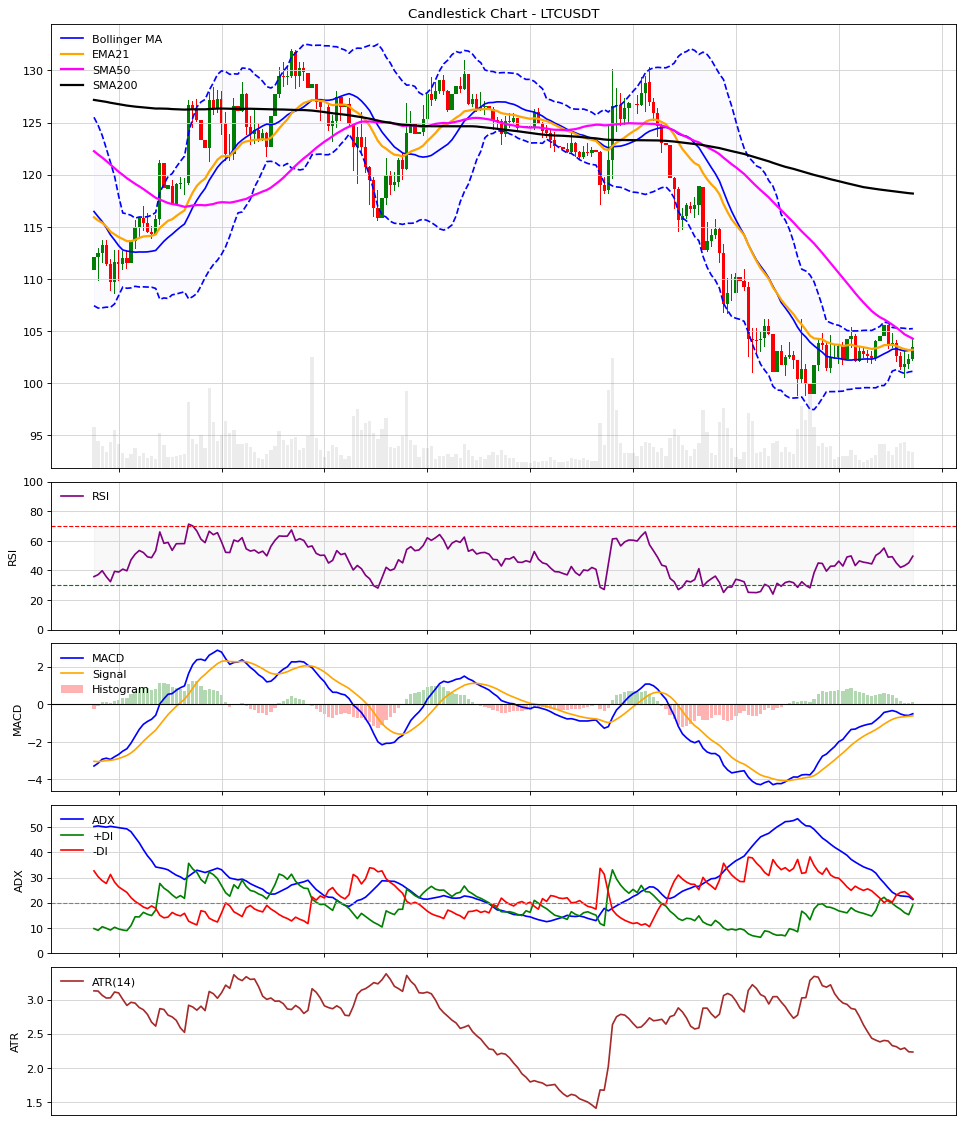 Candlestick Chart - LTCUSDT
Bollinger MA
EMA21
SMA50
SMA200
130
125
120
115
110
105
100
95
RSI
100
80
60
40
20
0
RSI
MACD
Signal
Histogram
2
0
−2
−4
MACD
ADX
+DI
-DI
50
40
30
20
10
0
ADX
ATR(14)
3.0
2.5
2.0
1.5
ATR